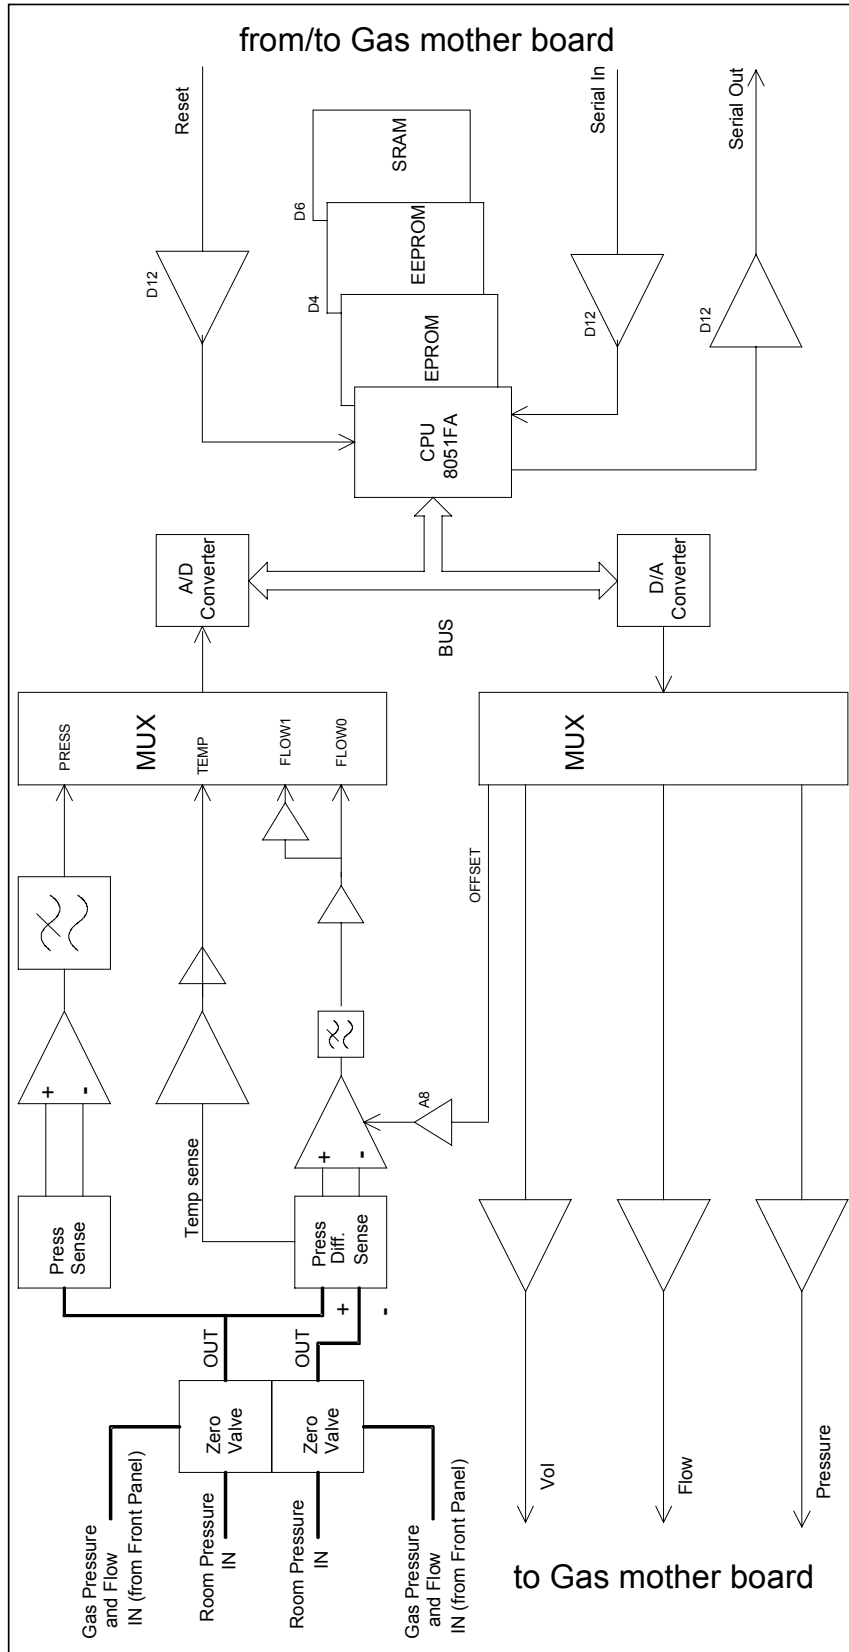 from/to Gas mother board
Reset
Serial In
Serial Out
D12
D6
SRAM
D4
EEPROM
EPROM
D12
D12
CPU
8051FA
A/D
Converter
D/A
Converter
BUS
PRESS
MUX
TEMP
FLOW1
FLOW0
MUX
OFFSET
A8
+
-
+
-
Temp sense
Press
Sense
Press
Diff.
Sense
+
-
OUT
OUT
Zero
Valve
Zero
Valve
Gas Pressure
and Flow
IN (from Front Panel)
Room Pressure
IN
Room Pressure
IN
Gas Pressure
and Flow
IN (from Front Panel)
Vol
Flow
Pressure
to Gas mother board